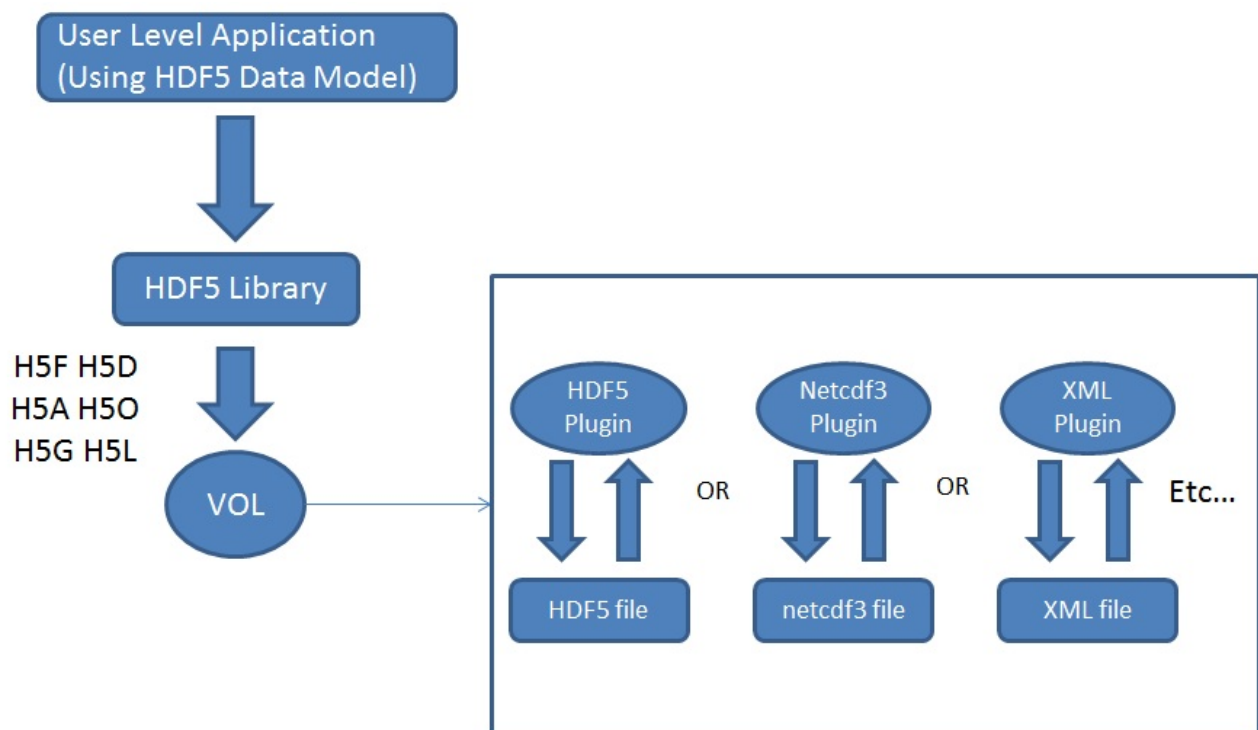 User Level Application
(Using HDF5 Data Model)
HDF5 Library
H5F H5D
H5A H5O
H5G H5L
VOL
HDF5
Plugin
OR
Netcdf3
Plugin
OR
XML
Plugin
Etc...
HDF5 file
netcdf3 file
XML file